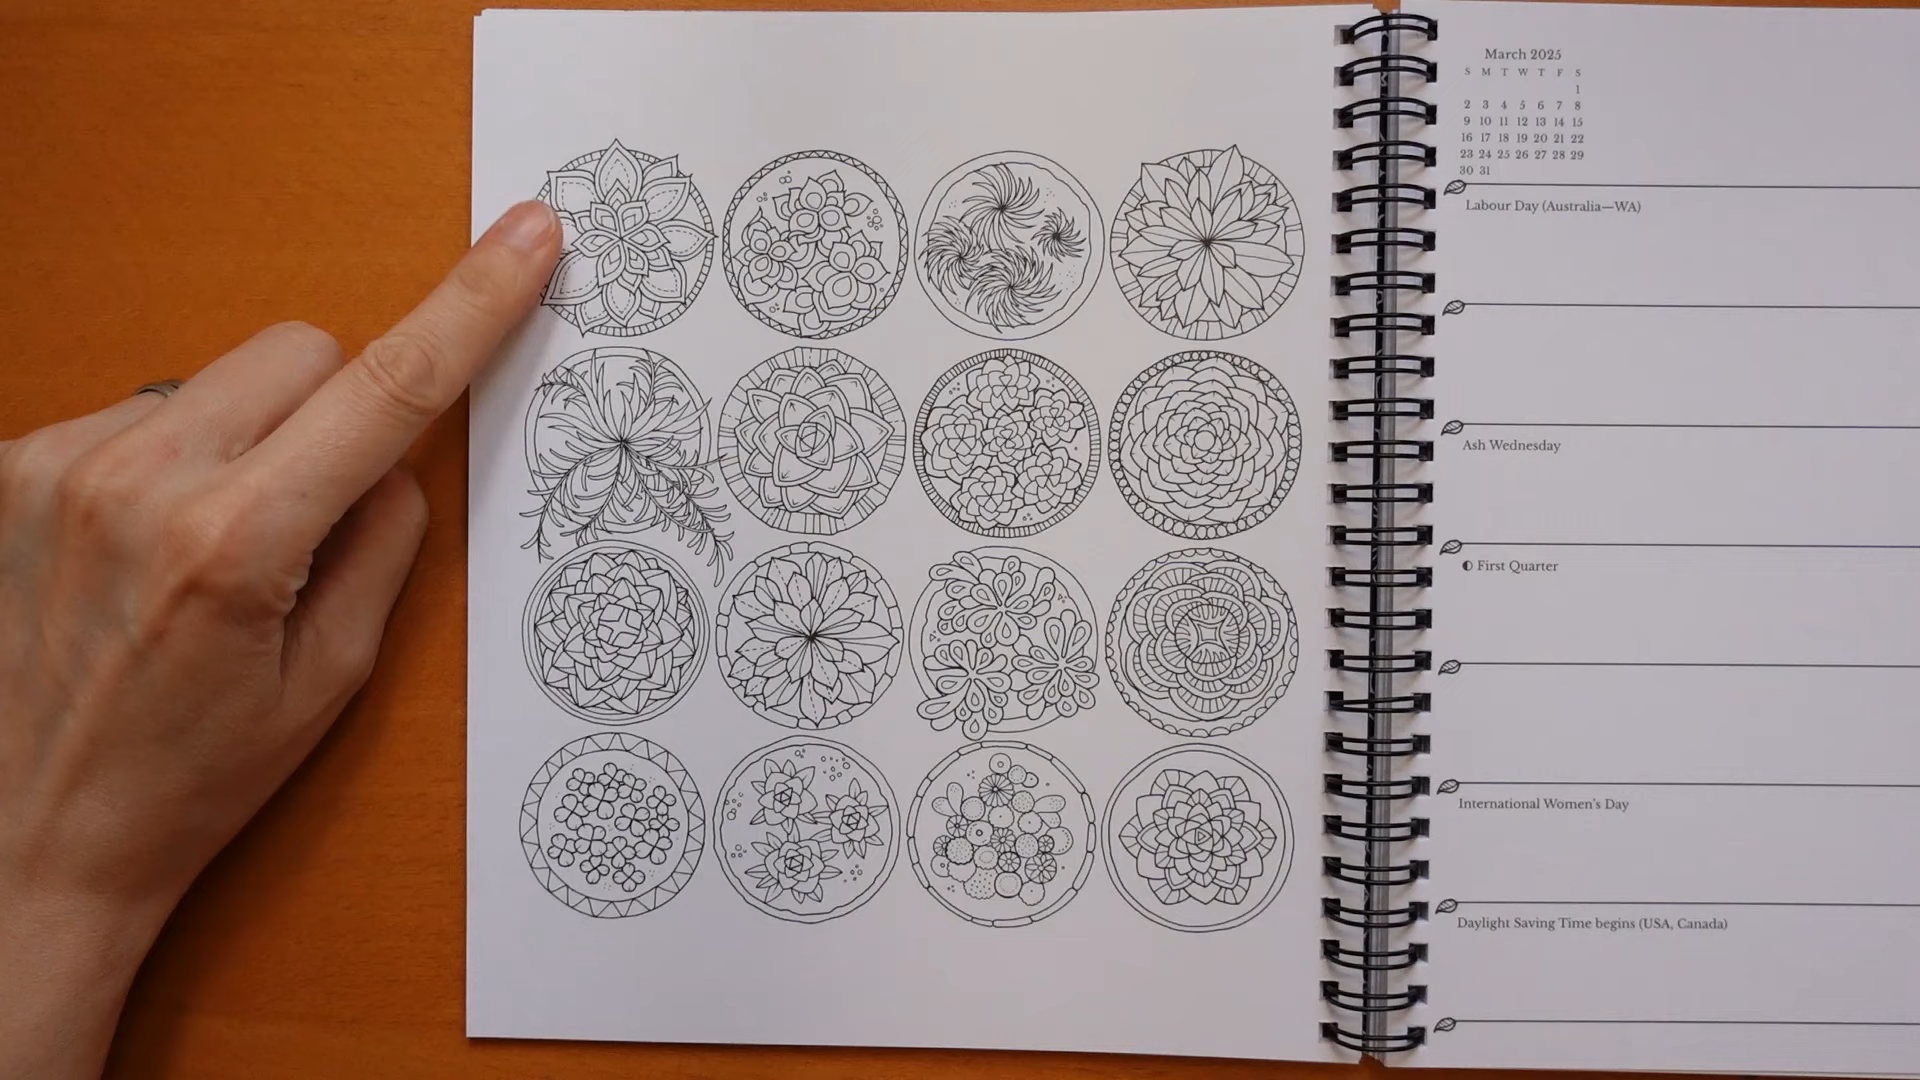 March 2025
S M T W T F S
1
2 3 4 5 6 7 8
9 10 11 12 13 14 15
16 17 18 19 20 21 22
23 24 25 26 27 28 29
30 31
Labour Day (Australia—WA)
Ash Wednesday
First Quarter
International Women's Day
Daylight Saving Time begins (USA, Canada)